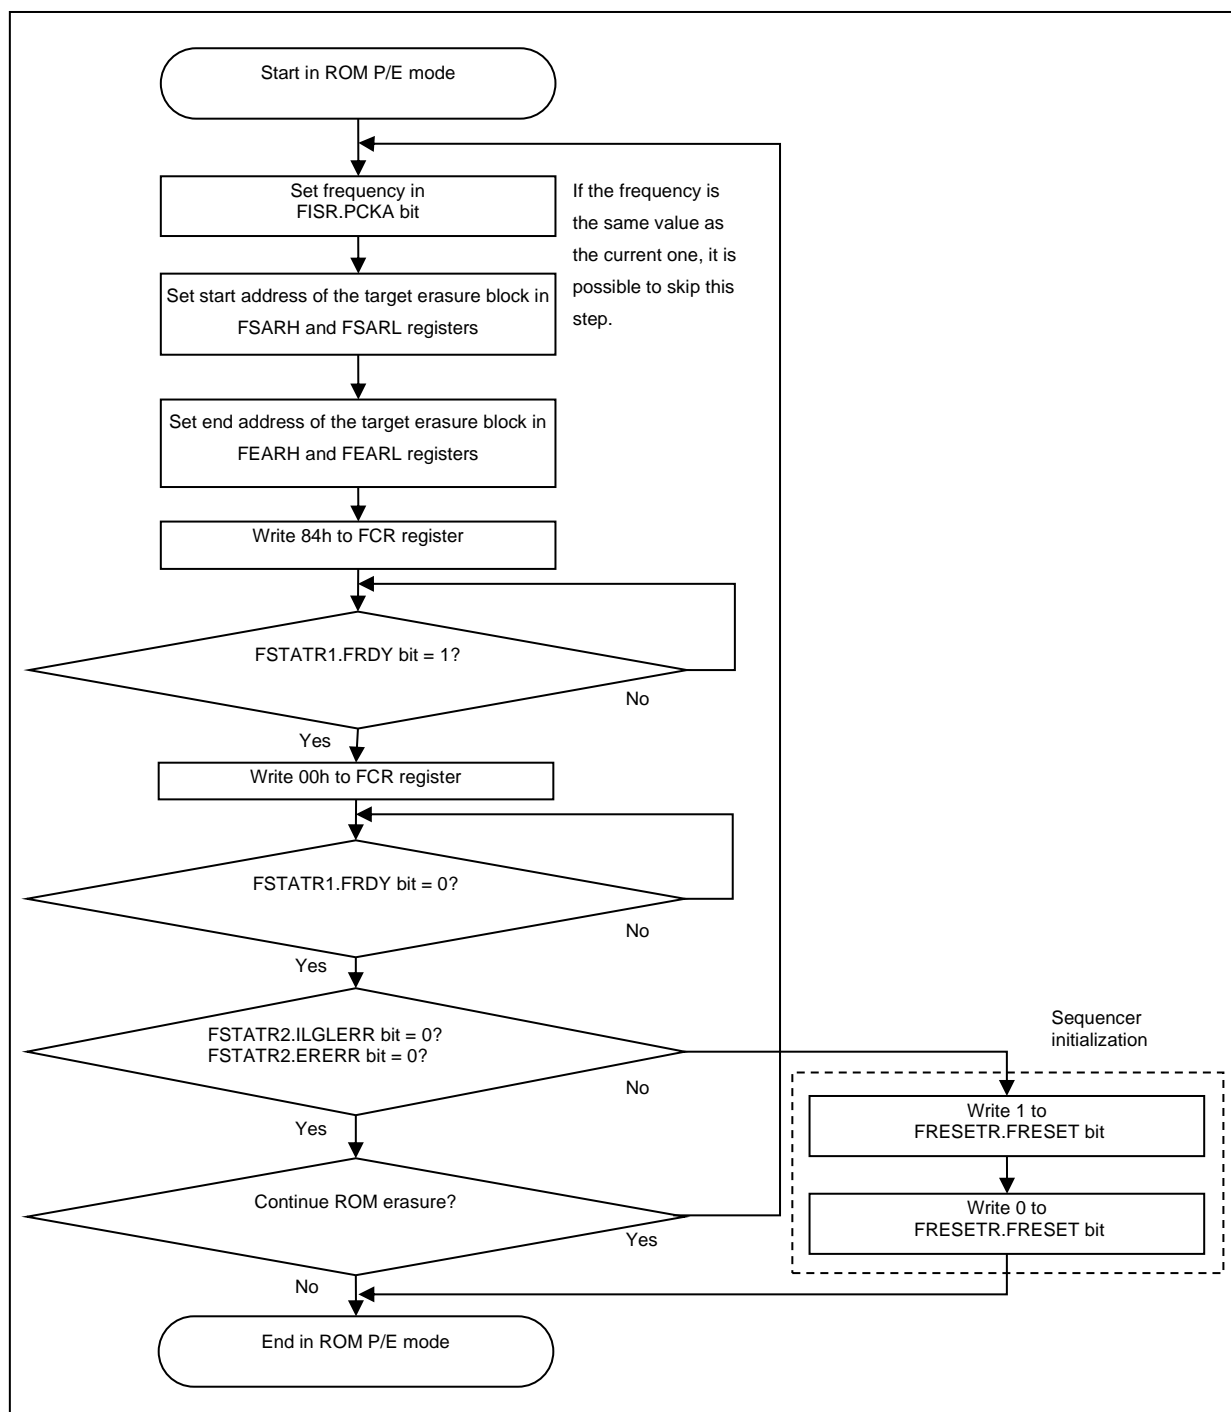 Start in ROM P/E mode
Set frequency in
FISR.PCKA bit
If the frequency is
the same value as
the current one, it is
possible to skip this
step.
Set start address of the target erasure block in
FSARH and FSARL registers
Set end address of the target erasure block in
FEARH and FEARL registers
Write 84h to FCR register
FSTATR1.FRDY bit = 1?
No
Yes
Write 00h to FCR register
FSTATR1.FRDY bit = 0?
No
Yes
FSTATR2.ILGLERR bit = 0?
FSTATR2.ERERR bit = 0?
No
Yes
Sequencer
initialization
Write 1 to
FRESETR.FRESET bit
Write 0 to
FRESETR.FRESET bit
Continue ROM erasure?
Yes
No
End in ROM P/E mode